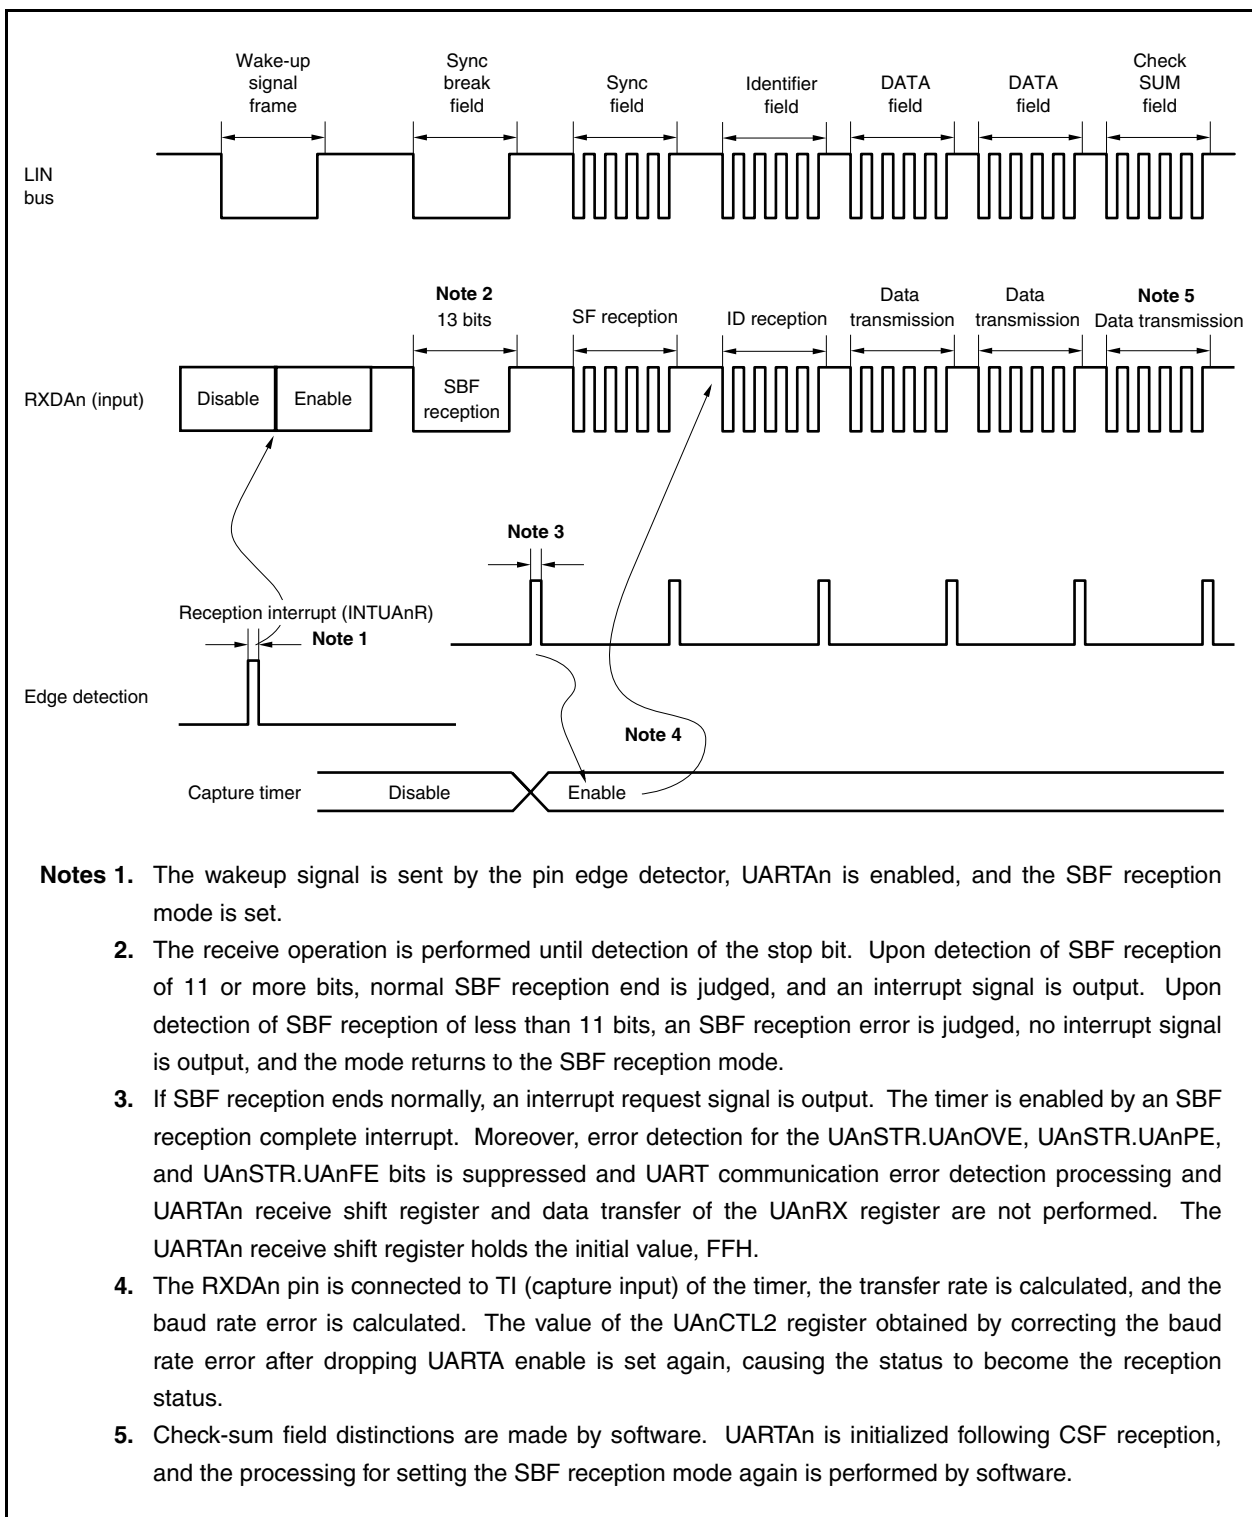 Wake-up
signal
frame
Sync
break
field
Sync
field
Identifier
field
DATA
field
DATA
field
Check
SUM
field
LIN
bus
Note 2
13 bits
SF reception
ID reception
Data
transmission
Data
transmission
Note 5
Data transmission
RXDAn (input)
Disable
Enable
SBF
reception
Note 3
Reception interrupt (INTUAnR)
Note 1
Edge detection
Note 4
Capture timer
Disable
Enable
Notes 1. The wakeup signal is sent by the pin edge detector, UARTAn is enabled, and the SBF reception
mode is set.
2. The receive operation is performed until detection of the stop bit. Upon detection of SBF reception
of 11 or more bits, normal SBF reception end is judged, and an interrupt signal is output. Upon
detection of SBF reception of less than 11 bits, an SBF reception error is judged, no interrupt signal
is output, and the mode returns to the SBF reception mode.
3. If SBF reception ends normally, an interrupt request signal is output. The timer is enabled by an SBF
reception complete interrupt. Moreover, error detection for the UAnSTR.UAnOVE, UAnSTR.UAnPE,
and UAnSTR.UAnFE bits is suppressed and UART communication error detection processing and
UARTAn receive shift register and data transfer of the UAnRX register are not performed. The
UARTAn receive shift register holds the initial value, FFH.
4. The RXDAn pin is connected to TI (capture input) of the timer, the transfer rate is calculated, and the
baud rate error is calculated. The value of the UAnCTL2 register obtained by correcting the baud
rate error after dropping UARTA enable is set again, causing the status to become the reception
status.
5. Check-sum field distinctions are made by software. UARTAn is initialized following CSF reception,
and the processing for setting the SBF reception mode again is performed by software.